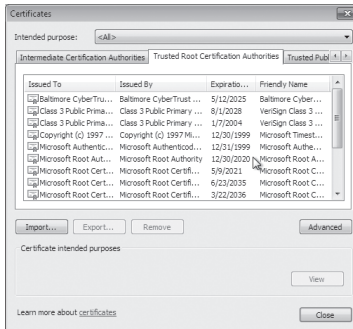 Certificates
Intended purpose: <All>
Intermediate Certification Authorities Trusted Root Certification Authorities Trusted Publ
Issued To Issued By Expiratio... Friendly Name
Baltimore CyberTru... Baltimore CyberTrust ... 5/12/2025 Baltimore Cyber...
Class 3 Public Prima... Class 3 Public Primary ... 8/1/2028 VeriSign Class 3 ...
Class 3 Public Prima... Class 3 Public Primary ... 1/7/2004 VeriSign Class 3 ...
Copyright (c) 1997 ... Copyright (c) 1997 Mi... 12/30/1999 Microsoft Timest...
Microsoft Authentic... Microsoft Authenticod... 12/31/1999 Microsoft Authe...
Microsoft Root Aut... Microsoft Root Authority 12/30/2020 Microsoft Root A...
Microsoft Root Cert... Microsoft Root Certifi... 5/9/2021 Microsoft Root C...
Microsoft Root Cert... Microsoft Root Certifi... 6/23/2035 Microsoft Root C...
Microsoft Root Cert... Microsoft Root Certifi... 3/22/2036 Microsoft Root C...
Import... Export... Remove Advanced
Certificate intended purposes
View
Learn more about certificates
Close